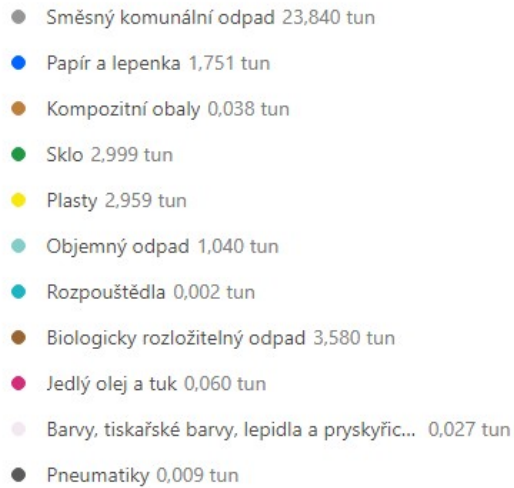 Směsný komunální odpad 23,840 tun
Papír a lepenka 1,751 tun
Kompozitní obaly 0,038 tun
Sklo 2,999 tun
Plasty 2,959 tun
Objemný odpad 1,040 tun
Rozpouštědla 0,002 tun
Biologicky rozložitelný odpad 3,580 tun
Jedlý olej a tuk 0,060 tun
Barvy, tiskařské barvy, lepidla a pryskyřic... 0,027 tun
Pneumatiky 0,009 tun